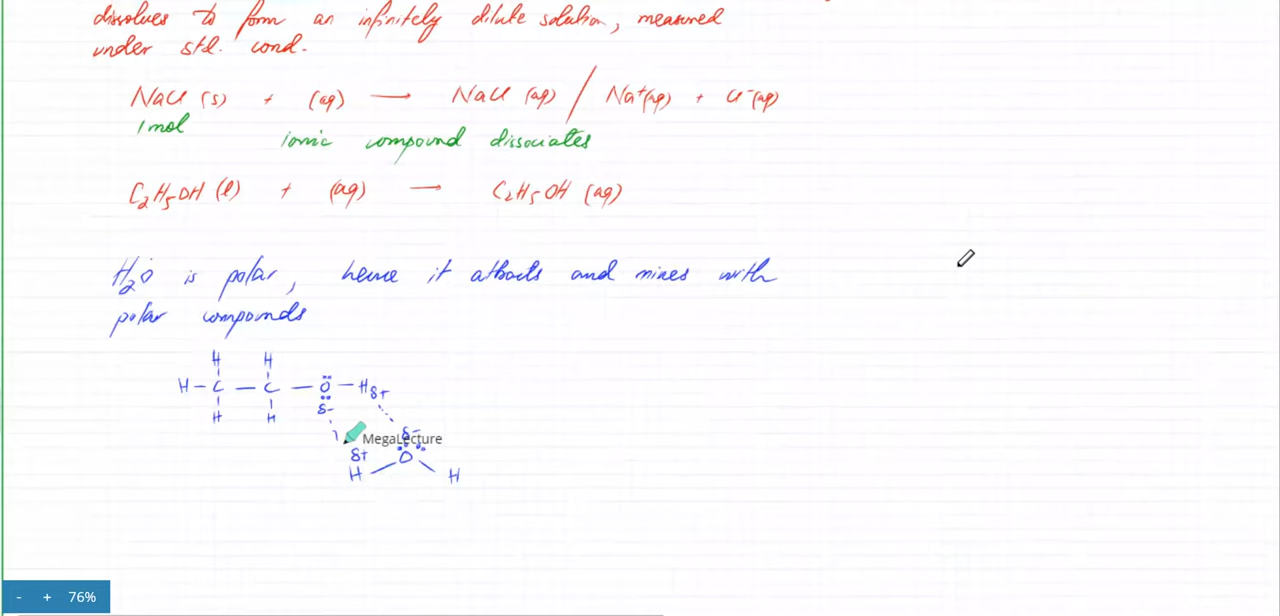 dissolves to form an infinitely dilute solution, measured
under std. cond.
NaCl (s) + (aq) → NaCl (aq) / Na⁺(aq) + Cl⁻(aq)
1 mol
ionic compound dissociates
C₂H₅OH (l) + (aq) → C₂H₅OH (aq)
H₂O is polar, hence it attracts and mixes with
polar compounds
H H
H – C – C – Ö – H δ+
H H δ-
δ-
MegaLecture
δ+ O
H H
- + 76%